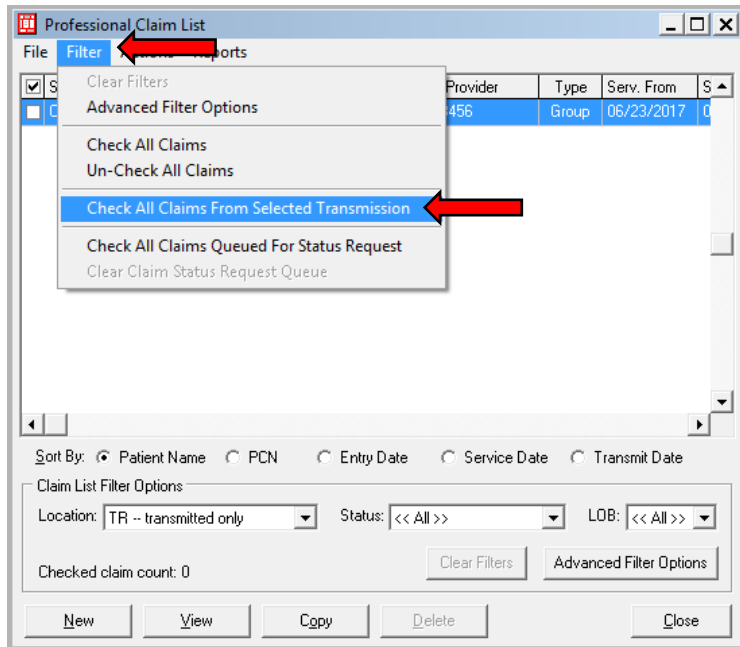 Professional Claim List
File Filter Actions Reports
S Provider Type Serv. From S
Clear Filters
Advanced Filter Options
456 Group 06/23/2017 0
Check All Claims
Un-Check All Claims
Check All Claims From Selected Transmission
Check All Claims Queued For Status Request
Clear Claim Status Request Queue
Sort By: Patient Name PCN Entry Date Service Date Transmit Date
Claim List Filter Options
Location: TR -- transmitted only Status: << All >> LOB: << All >>
Checked claim count: 0 Clear Filters Advanced Filter Options
New View Copy Delete Close